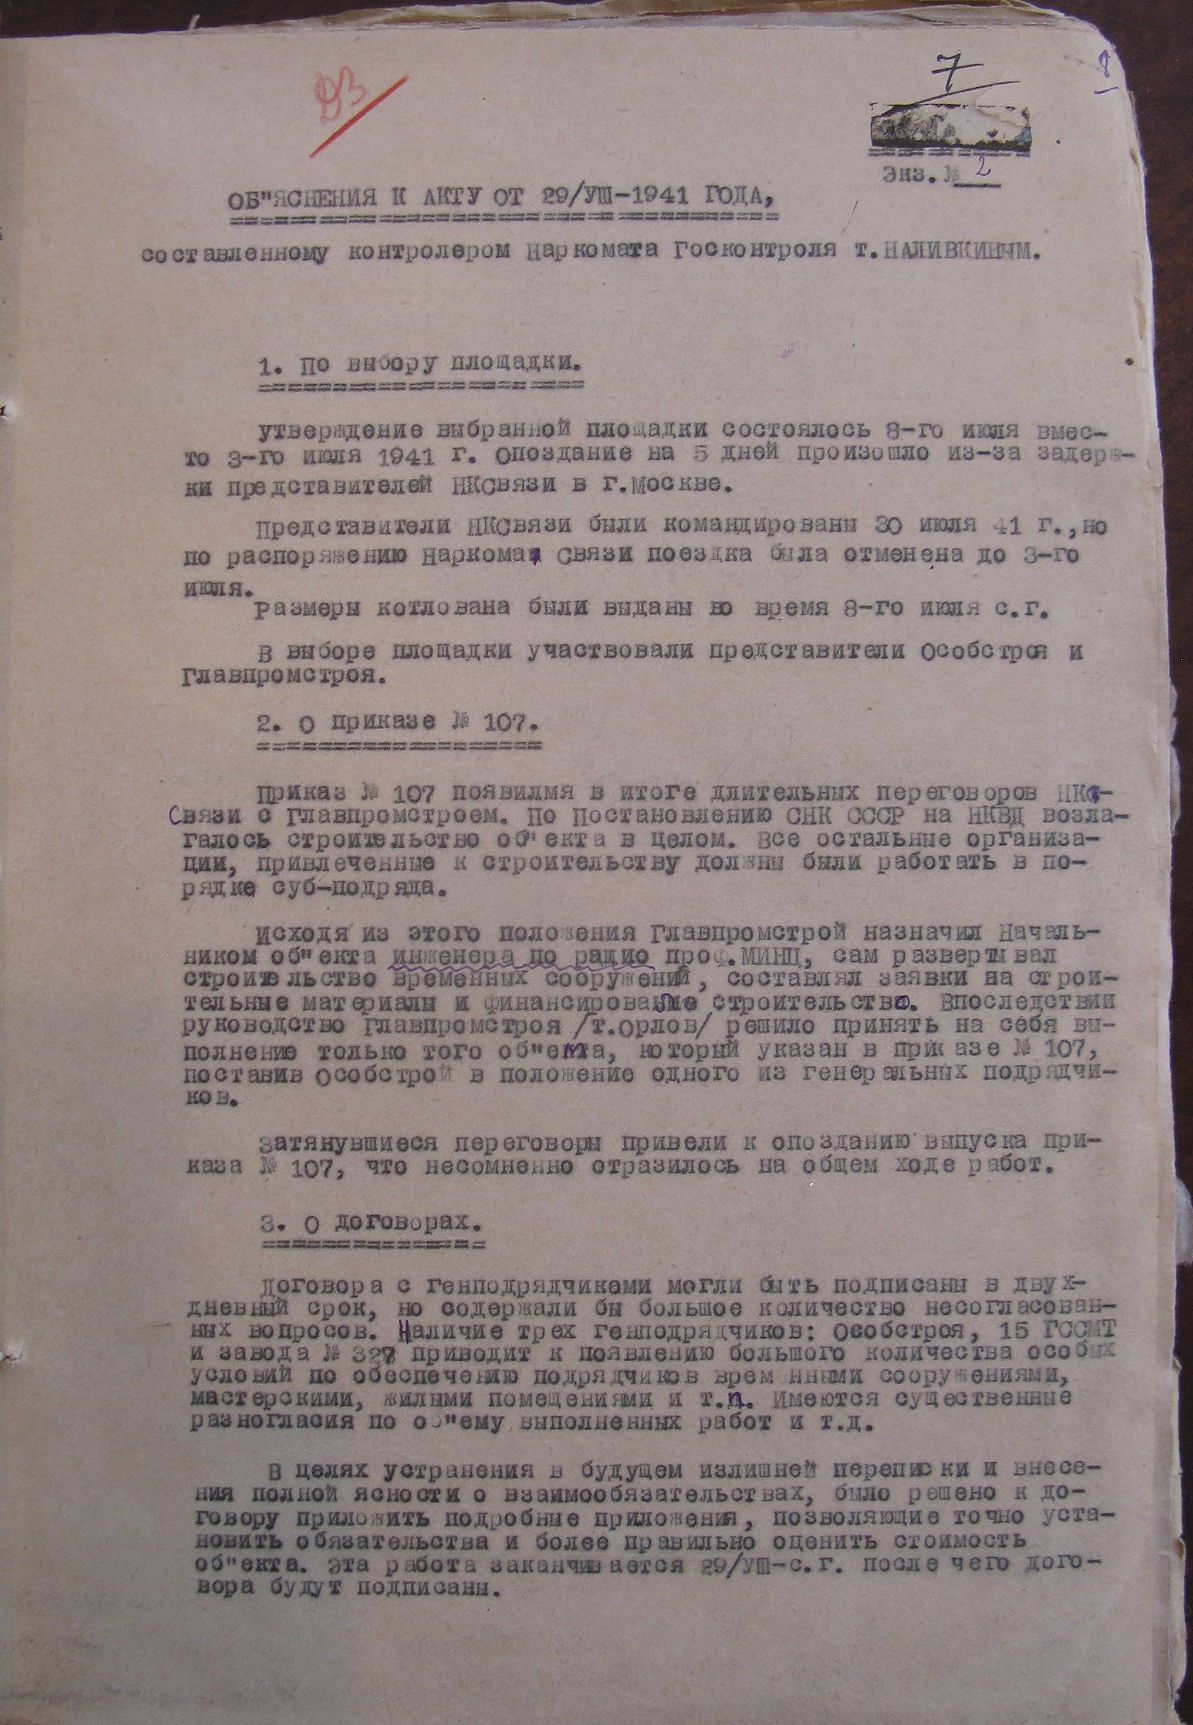 7
8
ДЗ
Экз.№ 2
ОБ"ЯСНЕНИЯ К АКТУ ОТ 29/УШ-1941 ГОДА,
составленному контролером Наркомата Госконтроля т.НАЛИВКИНЫМ.
1. По выбору площадки.
Утверждение выбранной площадки состоялось 8-го июля вмес-
то 3-го июля 1941 г. Опоздание на 5 дней произошло из-за задерж-
ки представителей НКСвязи в г.Москве.
Представители НКСвязи были командированы 30 июля 41 г.,но
по распоряжению Наркома Связи поездка была отменена до 3-го
июля.
Размеры котлована были выданы во время 8-го июля с.г.
В выборе площадки участвовали представители Особстроя и
Главпромстроя.
2. О приказе № 107.
Приказ № 107 появилмя в итоге длительных переговоров НК-
Связи с Главпромстроем. По Постановлению СНК СССР на НКВД возла-
галось строительство об"екта в целом. Все остальные организа-
ции, привлеченные к строительству должны были работать в по-
рядке суб-подряда.
Исходя из этого положения Главпромстрой назначил Началь-
ником об"екта инженера по радио проф.МИНЦ, сам развертывал
строительство временных сооружений, составлял заявки на строи-
тельные материалы и финансирование строительства. Впоследствии
руководство Главпромстроя /т.Орлов/ решило принять на себя вы-
полнение только того об"екта, который указан в приказе № 107,
поставив Особстрой в положение одного из генеральных подрядчи-
ков.
Затянувшиеся переговоры привели к опозданию выпуска при-
каза № 107, что несомненно отразилось на общем ходе работ.
3. О договорах.
Договора с генподрядчиками могли быть подписаны в двух-
дневный срок, но содержали бы большое количество несогласован-
ных вопросов. Наличие трех генподрядчиков: Особстроя, 15 ГССМТ
и завода № 327 приводит к появлению большого количества особых
условий по обеспечению подрядчиков врем нными сооружениями,
мастерскими, жилыми помещениями и т.п. Имеются существенные
разногласия по об"ему выполненных работ и т.д.
В целях устранения в будущем излишней переписки и внесе-
ния полной ясности о взаимообязательствах, было решено к до-
говору приложить подробные приложения, позволяющие точно уста-
новить обязательства и более правильно оценить стоимость
об"екта. Эта работа заканчивается 29/УШ-с.г. после чего дого-
вора будут подписаны.